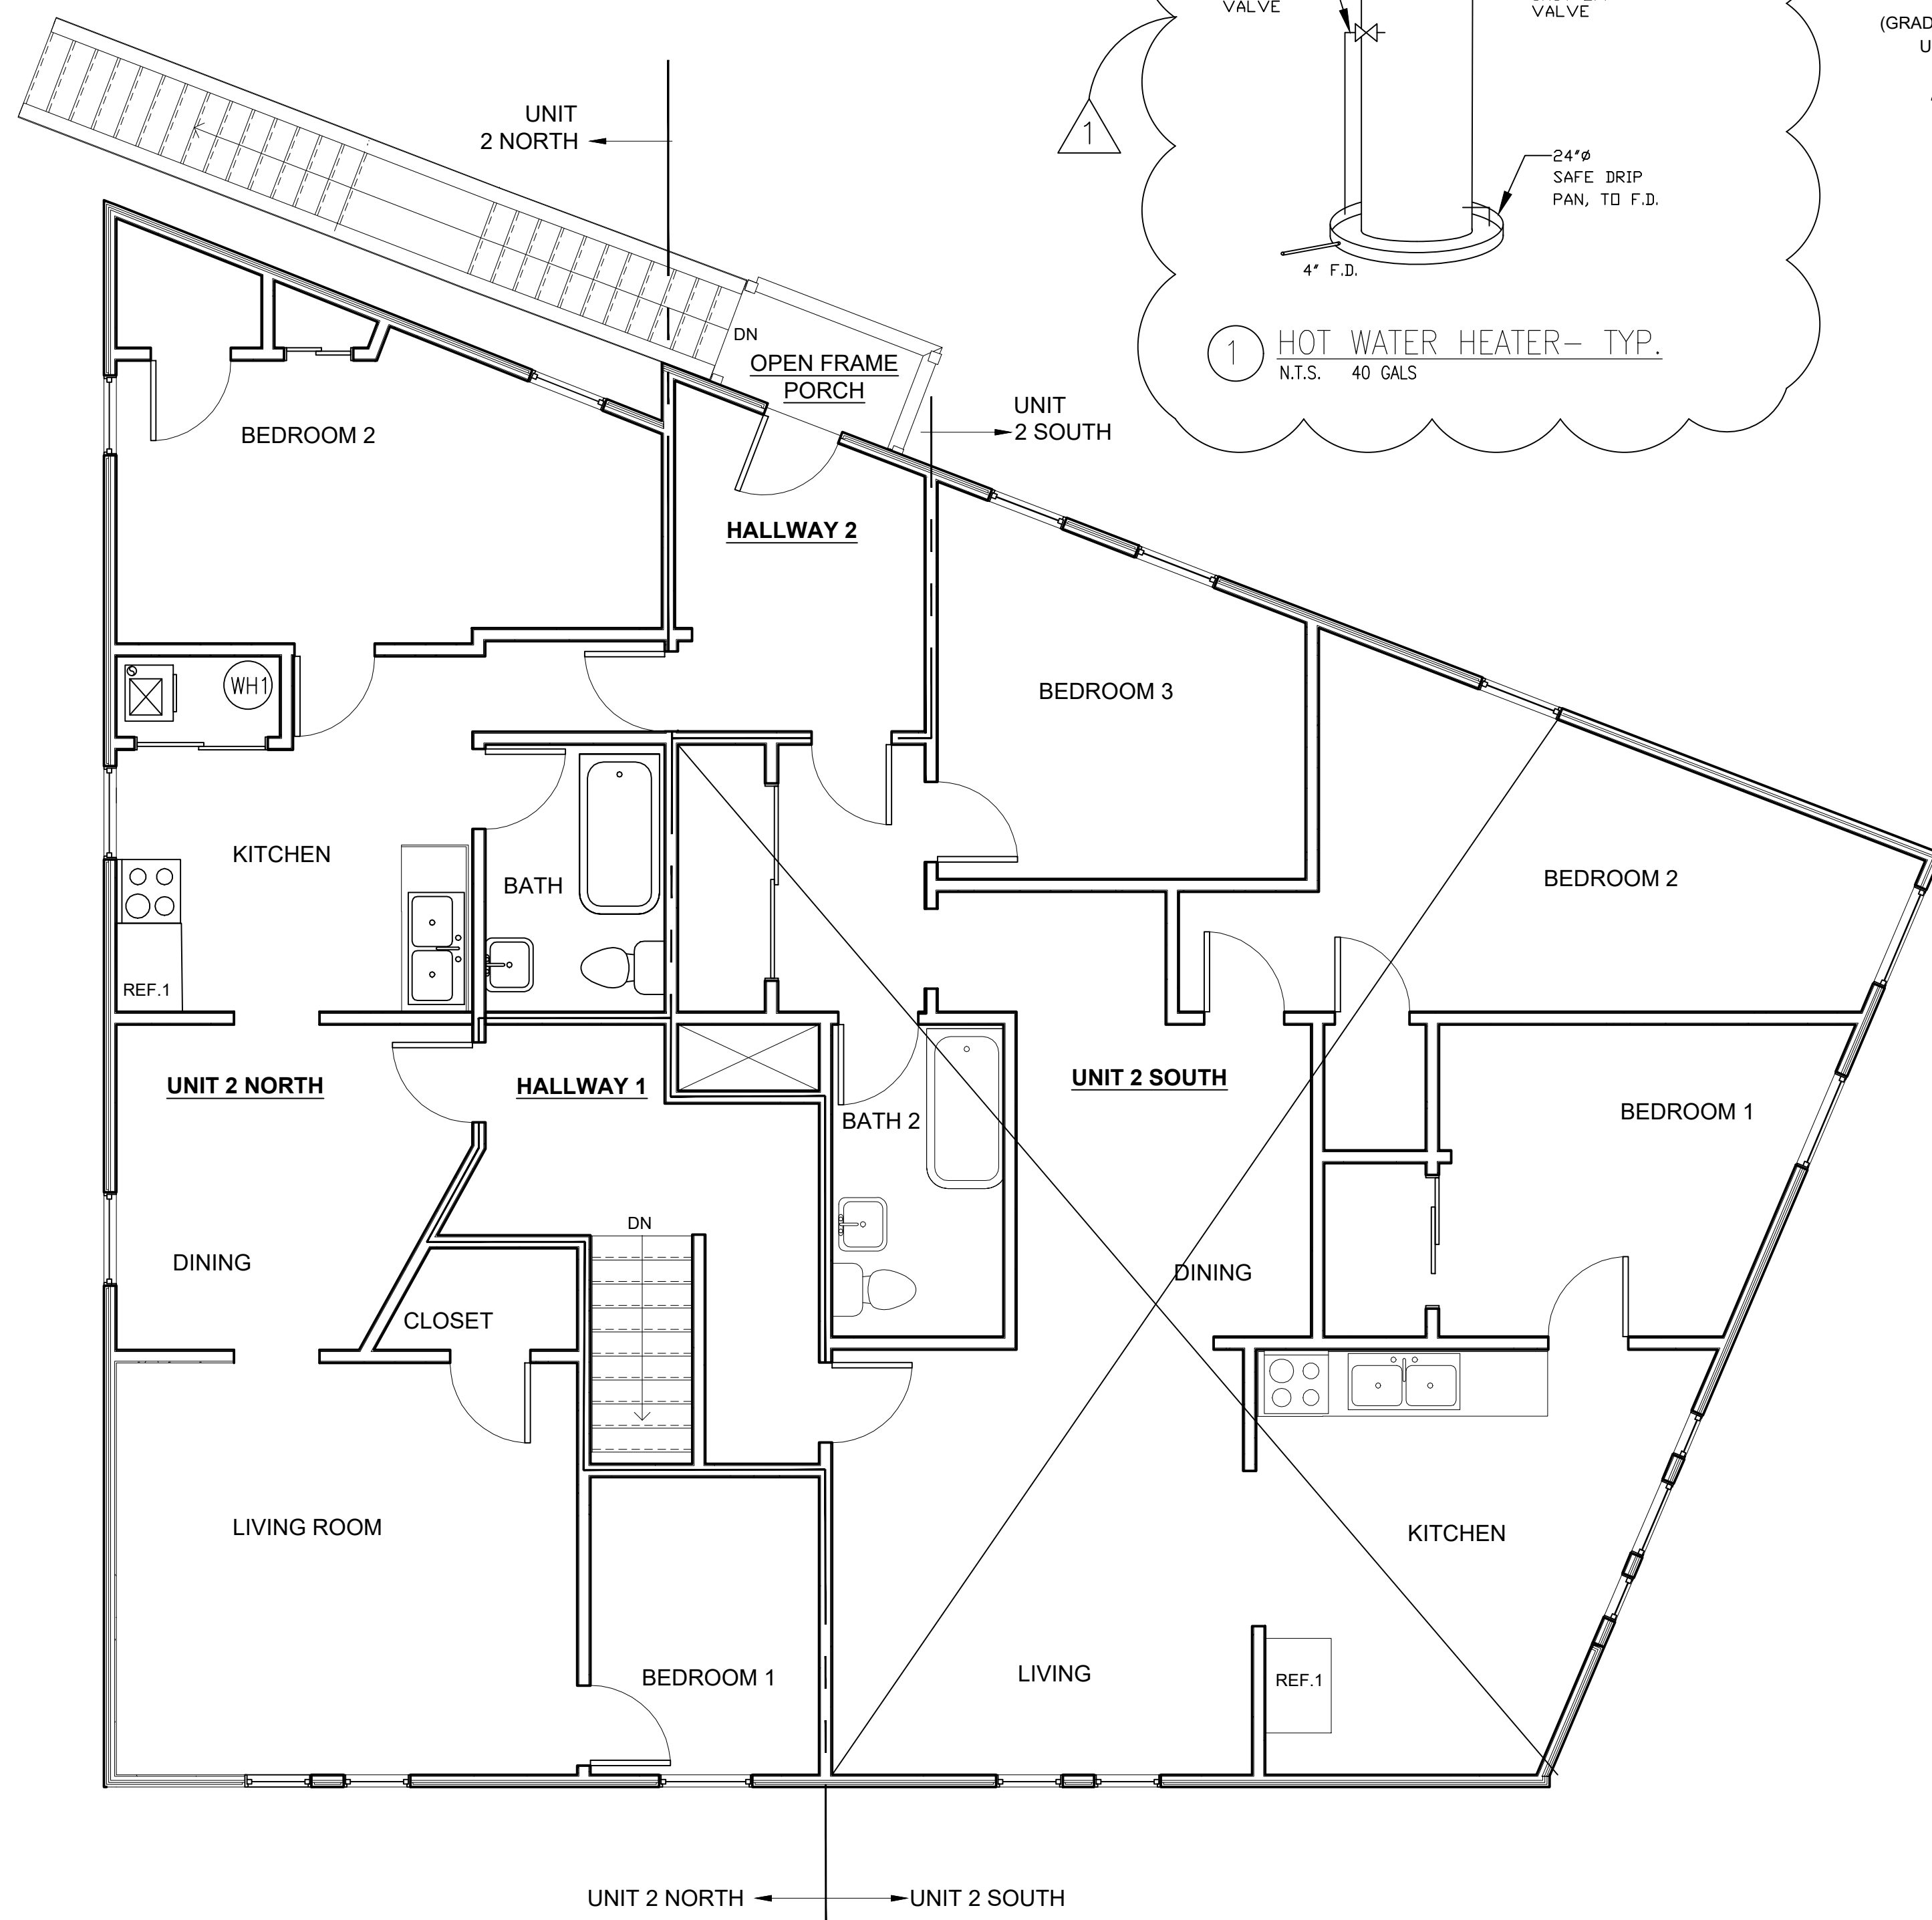 VALVE
VALVE
(GRAD
U
UNIT
2 NORTH
1
24"ø
SAFE DRIP
PAN, TO F.D.
4" F.D.
1
HOT WATER HEATER- TYP.
N.T.S. 40 GALS
DN
OPEN FRAME
PORCH
UNIT
2 SOUTH
BEDROOM 2
HALLWAY 2
WH1
BEDROOM 3
KITCHEN
BATH
BEDROOM 2
REF.1
UNIT 2 NORTH
HALLWAY 1
UNIT 2 SOUTH
BATH 2
BEDROOM 1
DN
DINING
DINING
CLOSET
LIVING ROOM
KITCHEN
BEDROOM 1
LIVING
REF.1
UNIT 2 NORTH
UNIT 2 SOUTH